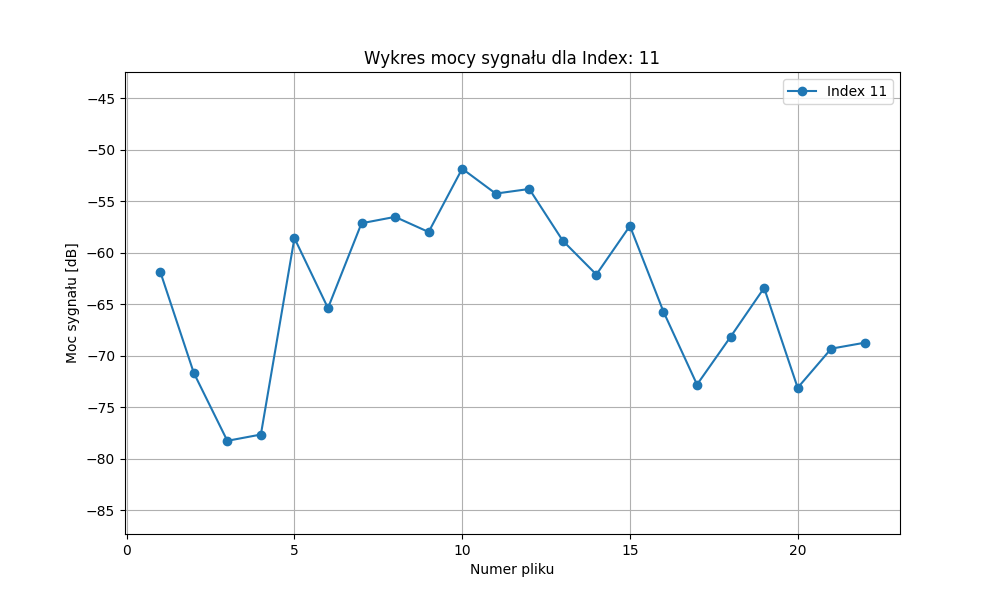 Wykres mocy sygnału dla Index: 11
Index 11
Moc sygnału [dB]
−45
−50
−55
−60
−65
−70
−75
−80
−85
0 5 10 15 20
Numer pliku